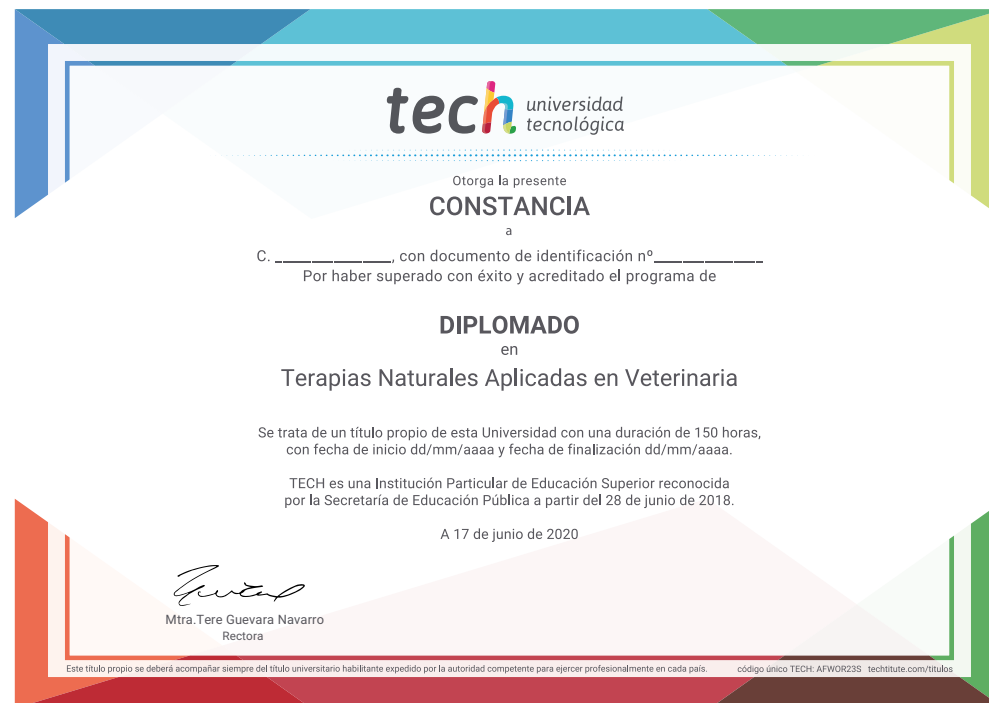 tech universidad
tecnológica
Otorga la presente
CONSTANCIA
a
C. ______________, con documento de identificación nº______________
Por haber superado con éxito y acreditado el programa de
DIPLOMADO
en
Terapias Naturales Aplicadas en Veterinaria
Se trata de un título propio de esta Universidad con una duración de 150 horas,
con fecha de inicio dd/mm/aaaa y fecha de finalización dd/mm/aaaa.
TECH es una Institución Particular de Educación Superior reconocida
por la Secretaría de Educación Pública a partir del 28 de junio de 2018.
A 17 de junio de 2020
Mtra.Tere Guevara Navarro
Rectora
Este título propio se deberá acompañar siempre del título universitario habilitante expedido por la autoridad competente para ejercer profesionalmente en cada país. código único TECH: AFWOR23S techtitute.com/titulos